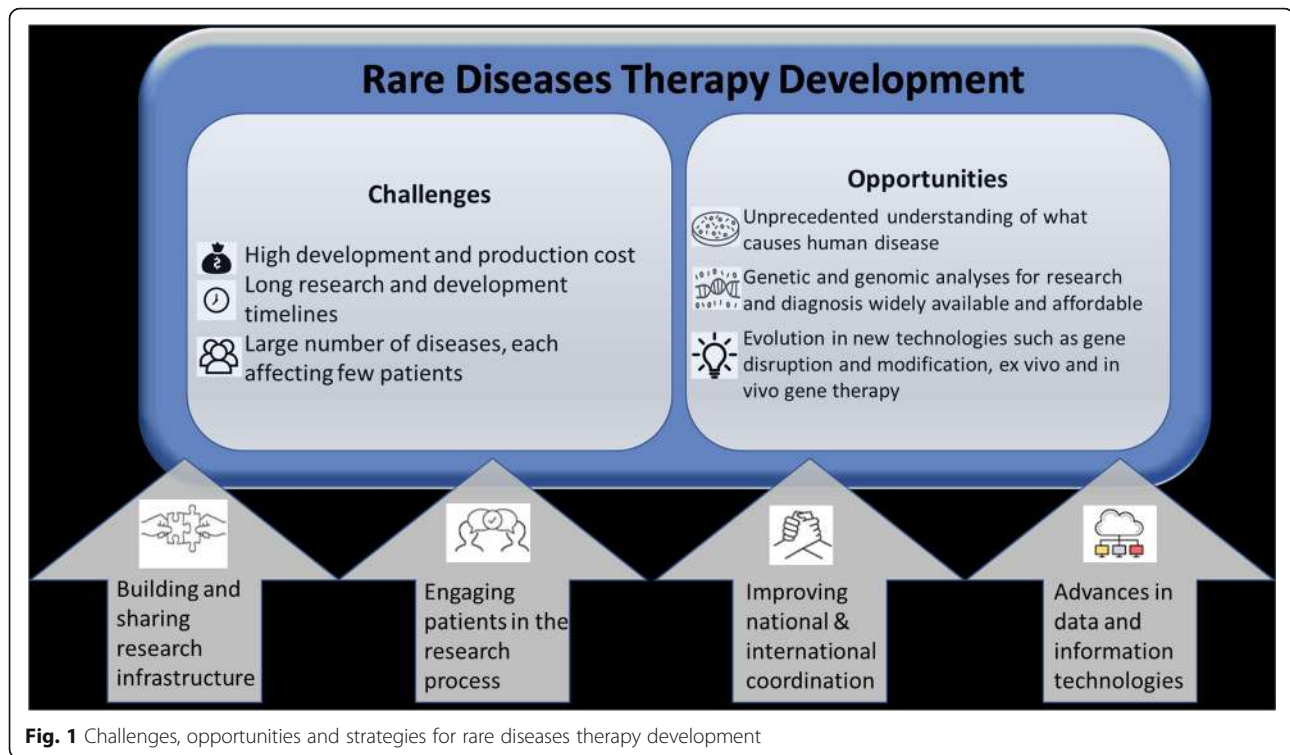 Rare Diseases Therapy Development
Challenges
High development and production cost
Long research and development
timelines
Large number of diseases, each
affecting few patients
Opportunities
Unprecedented understanding of what
causes human disease
Genetic and genomic analyses for research
and diagnosis widely available and affordable
Evolution in new technologies such as gene
disruption and modification, ex vivo and in
vivo gene therapy
Building and
sharing
research
infrastructure
Engaging
patients in the
research
process
Improving
national &
international
coordination
Advances in
data and
information
technologies
Fig. 1 Challenges, opportunities and strategies for rare diseases therapy development